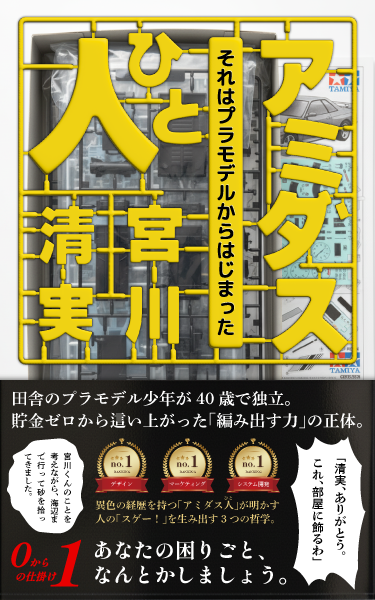 アミダス
人
ひと
それはプラモデルからはじまった
宮川
清実
TAMIYA
TAMIYA
田舎のプラモデル少年が40歳で独立。
貯金ゼロから這い上がった「編み出す力」の正体。
no.1
デザイン
no.1
マーケティング
no.1
システム開発
異色の経歴を持つ「アミダス人」が明かす
ひと
人の「スゲー!」を生み出す3つの哲学。
「清実、ありがとう。
これ、部屋に飾るわ」
宮川くんのことを
考えながら、海辺ま
で行って砂を拾っ
てきました。
0から
の仕掛け
1
あなたの困りごと、
なんとかしましょう。